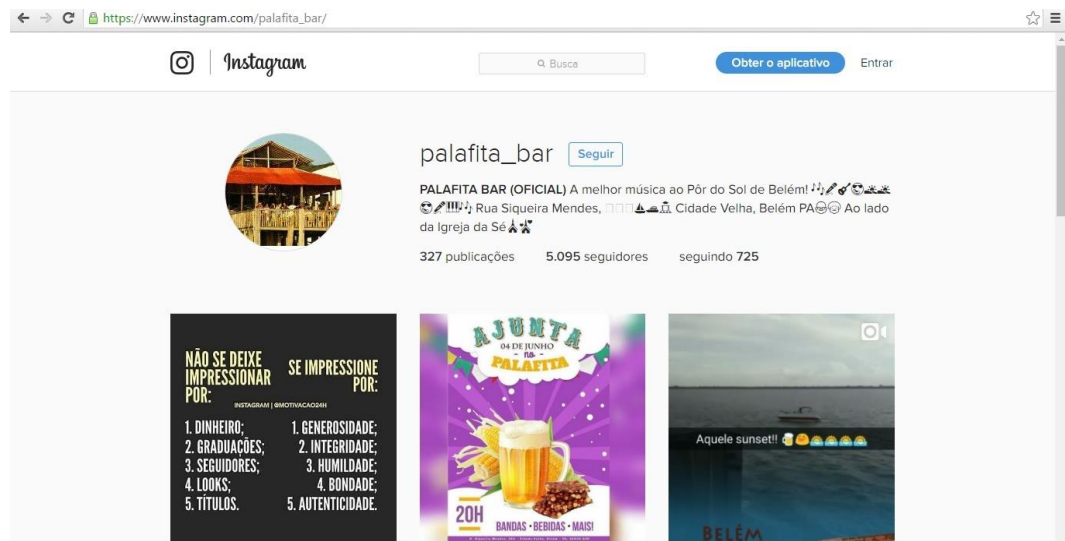 https://www.instagram.com/palafita_bar/
Instagram
Busca
Obter o aplicativo
Entrar
palafita_bar
Seguir
PALAFITA BAR (OFICIAL) A melhor música ao Pôr do Sol de Belém!
Rua Siqueira Mendes, Cidade Velha, Belém PA Ao lado
da Igreja da Sé
327 publicações 5.095 seguidores seguindo 725
NÃO SE DEIXE
IMPRESSIONAR
POR:
SE IMPRESSIONE
POR:
INSTAGRAM | @MOTIVACAO24H
1. DINHEIRO;
2. GRADUAÇÕES;
3. SEGUIDORES;
4. LOOKS;
5. TÍTULOS.
1. GENEROSIDADE;
2. INTEGRIDADE;
3. HUMILDADE;
4. BONDADE;
5. AUTENTICIDADE.
AJUNTA
04 DE JUNHO
- no -
PALAFITA
20H
BANDAS • BEBIDAS • MAIS!
Aquele sunset!!
BELÉM